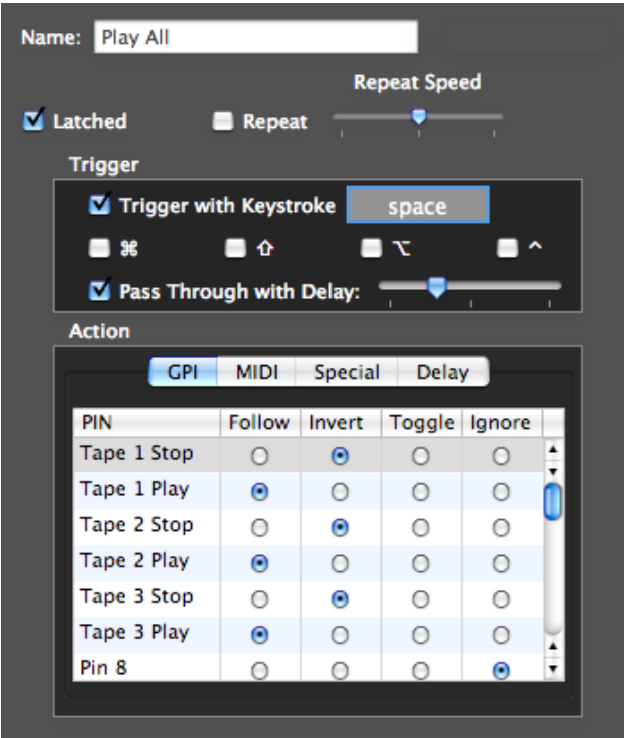 Name: Play All
Repeat Speed
Latched Repeat
Trigger
Trigger with Keystroke space
⌘ ⇧ ⌥ ^
Pass Through with Delay:
Action
GPI MIDI Special Delay
PIN Follow Invert Toggle Ignore
Tape 1 Stop
Tape 1 Play
Tape 2 Stop
Tape 2 Play
Tape 3 Stop
Tape 3 Play
Pin 8